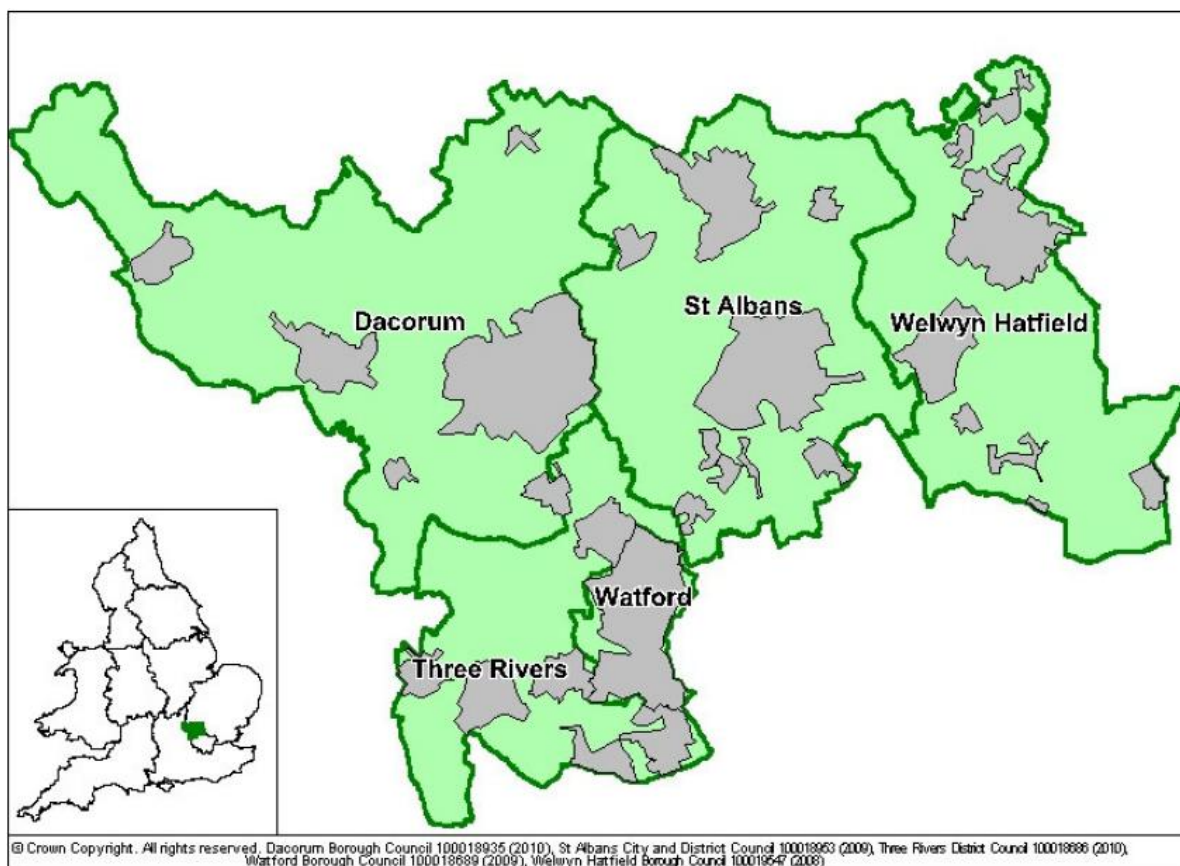 Dacorum
St Albans
Welwyn Hatfield
Watford
Three Rivers
© Crown Copyright. All rights reserved. Dacorum Borough Council 100018935 (2010), St Albans City and District Council 100018953 (2009), Three Rivers District Council 100018686 (2010),
Watford Borough Council 100018689 (2009), Welwyn Hatfield Borough Council 100019547 (2008)